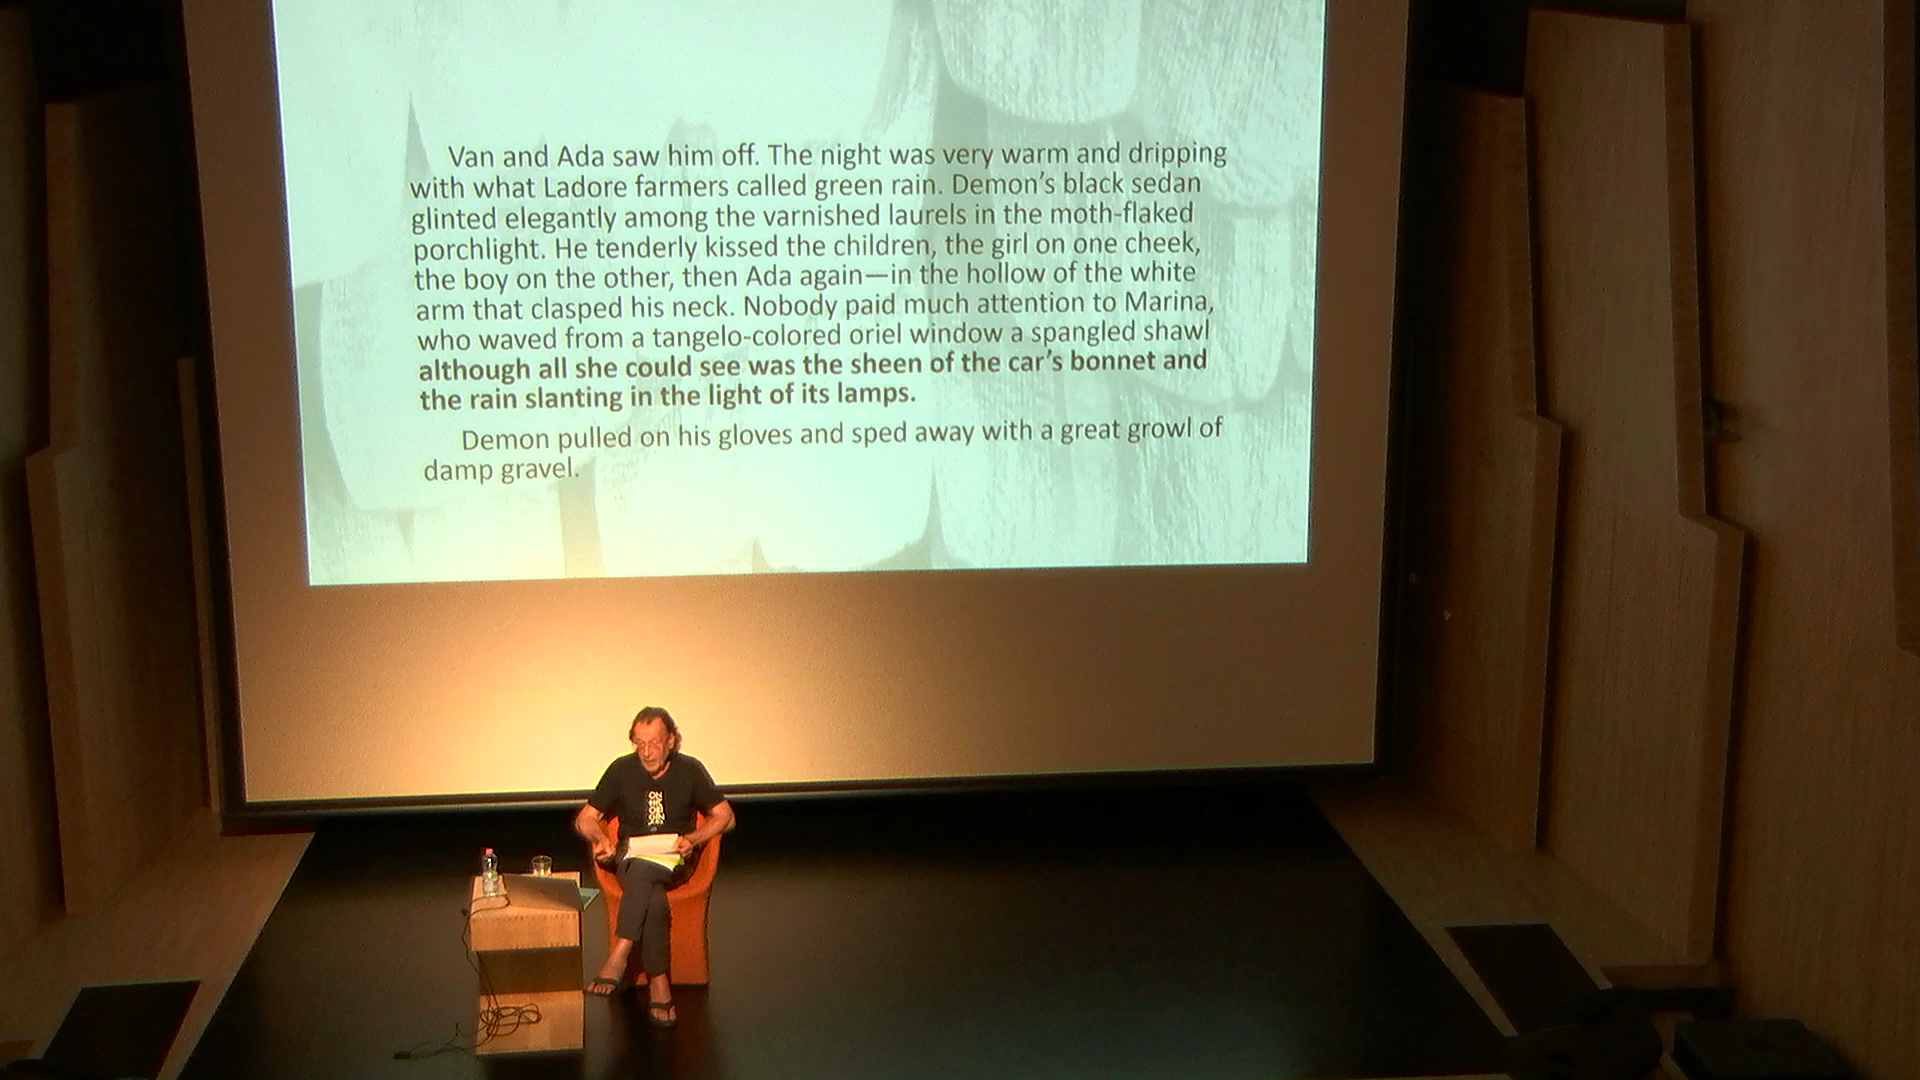 Van and Ada saw him off. The night was very warm and dripping
with what Ladore farmers called green rain. Demon’s black sedan
glinted elegantly among the varnished laurels in the moth-flaked
porchlight. He tenderly kissed the children, the girl on one cheek,
the boy on the other, then Ada again—in the hollow of the white
arm that clasped his neck. Nobody paid much attention to Marina,
who waved from a tangelo-colored oriel window a spangled shawl
although all she could see was the sheen of the car’s bonnet and
the rain slanting in the light of its lamps.
Demon pulled on his gloves and sped away with a great growl of
damp gravel.
ON